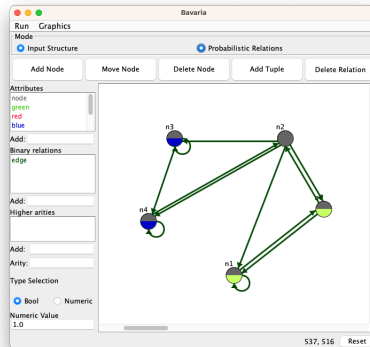 Bavaria
Run Graphics
Mode
Input Structure Probabilistic Relations
Add Node Move Node Delete Node Add Tuple Delete Relation
Attributes
node
green
red
blue
Add:
Binary relations
edge
Add:
Higher arities
Add:
Arity:
Type Selection
Bool Numeric
Numeric Value
1.0
n3
n2
n4
n1
537, 516 Reset